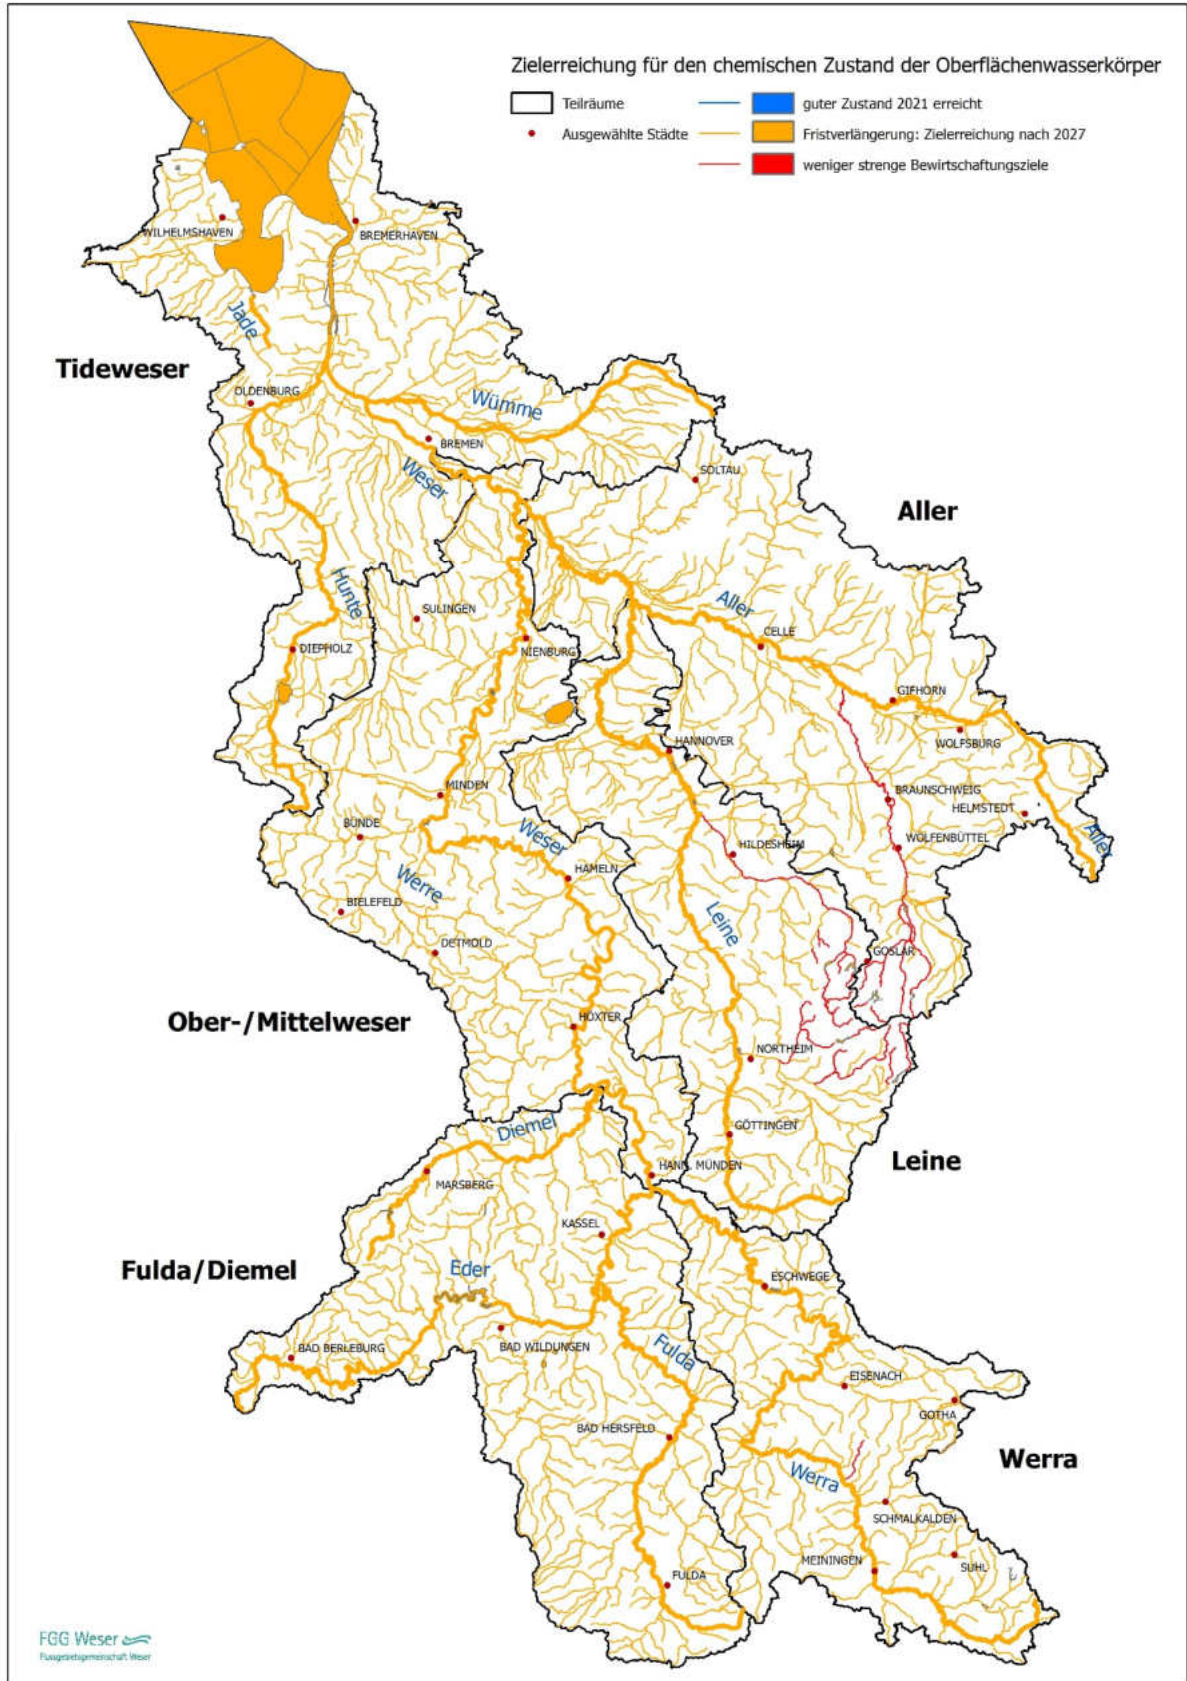 Zielerreichung für den chemischen Zustand der Oberflächenwasserkörper
Teilräume
guter Zustand 2021 erreicht
Ausgewählte Städte
Fristverlängerung: Zielerreichung nach 2027
weniger strenge Bewirtschaftungsziele
WILHELMSHAVEN
BREMERHAVEN
Jade
Tideweser
OLDENBURG
Wümme
BREMEN
Weser
SOLTAU
Aller
Hunte
Aller
SULINGEN
CELLE
DIEPHOLZ
NIENBURG
GIFHORN
HANNOVER
WOLFSBURG
MINDEN
BRAUNSCHWEIG
HELMSTEDT
BÜNDE
Weser
HILDESHEIM
WOLFENBÜTTEL
Aller
HAMELN
Werre
BIELEFELD
Leine
DETMOLD
GOSLAR
Ober-/Mittelweser
HÖXTER
NORTHEIM
Diemel
GÖTTINGEN
Leine
HANN. MÜNDEN
MARSBERG
KASSEL
Fulda/Diemel
Eder
ESCHWEGE
BAD BERLEBURG
BAD WILDUNGEN
Fulda
EISENACH
GOTHA
BAD HERSFELD
Werra
Werra
SCHMALKALDEN
MEININGEN
SUHL
FULDA
FGG Weser
Flussgebietsgemeinschaft Weser